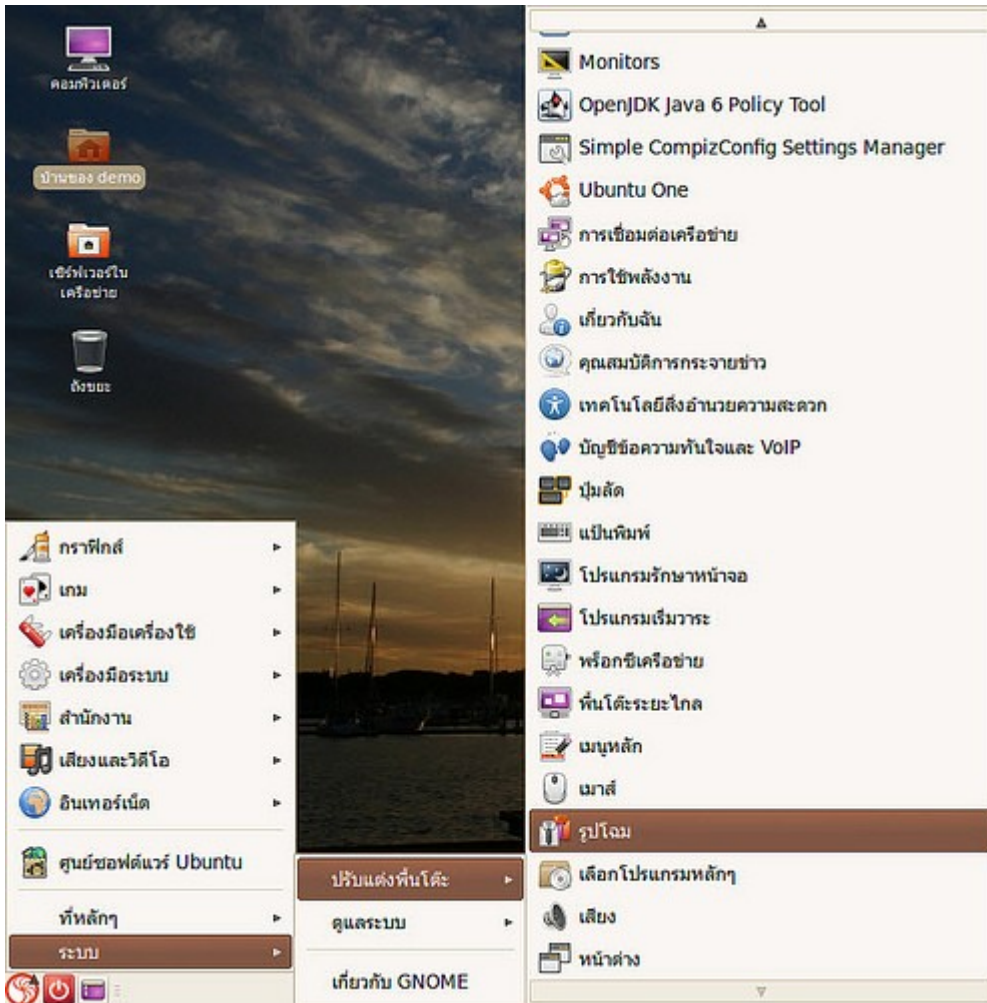 คอมพิวเตอร์
บ้านของ demo
เซิร์ฟเวอร์ใน
เครือข่าย
ถังขยะ
กราฟิกส์
เกม
เครื่องมือเครื่องใช้
เครื่องมือระบบ
สำนักงาน
เสียงและวิดีโอ
อินเทอร์เน็ต
ศูนย์ซอฟต์แวร์ Ubuntu
ที่หลักๆ
ระบบ
ปรับแต่งพื้นโต๊ะ
ดูแลระบบ
เกี่ยวกับ GNOME
Monitors
OpenJDK Java 6 Policy Tool
Simple CompizConfig Settings Manager
Ubuntu One
การเชื่อมต่อเครือข่าย
การใช้พลังงาน
เกี่ยวกับฉัน
คุณสมบัติการกระจายข่าว
เทคโนโลยีสิ่งอำนวยความสะดวก
บัญชีข้อความทันใจและ VoIP
ปุ่มลัด
แป้นพิมพ์
โปรแกรมรักษาหน้าจอ
โปรแกรมเริ่มวาระ
พร็อกซีเครือข่าย
พื้นโต๊ะระยะไกล
เมนูหลัก
เมาส์
รูปโฉม
เลือกโปรแกรมหลักๆ
เสียง
หน้าต่าง